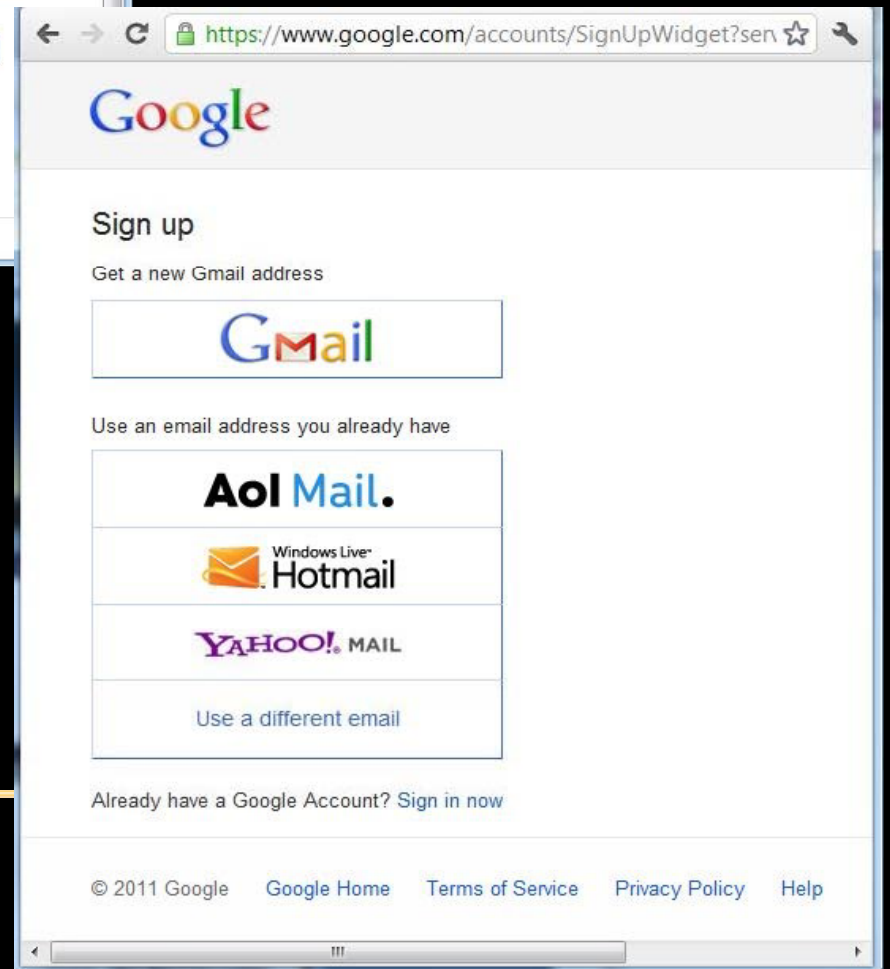 https://www.google.com/accounts/SignUpWidget?serv
Google
Sign up
Get a new Gmail address
Gmail
Use an email address you already have
Aol Mail.
Windows Live™
Hotmail
YAHOO!® MAIL
Use a different email
Already have a Google Account? Sign in now
© 2011 Google Google Home Terms of Service Privacy Policy Help